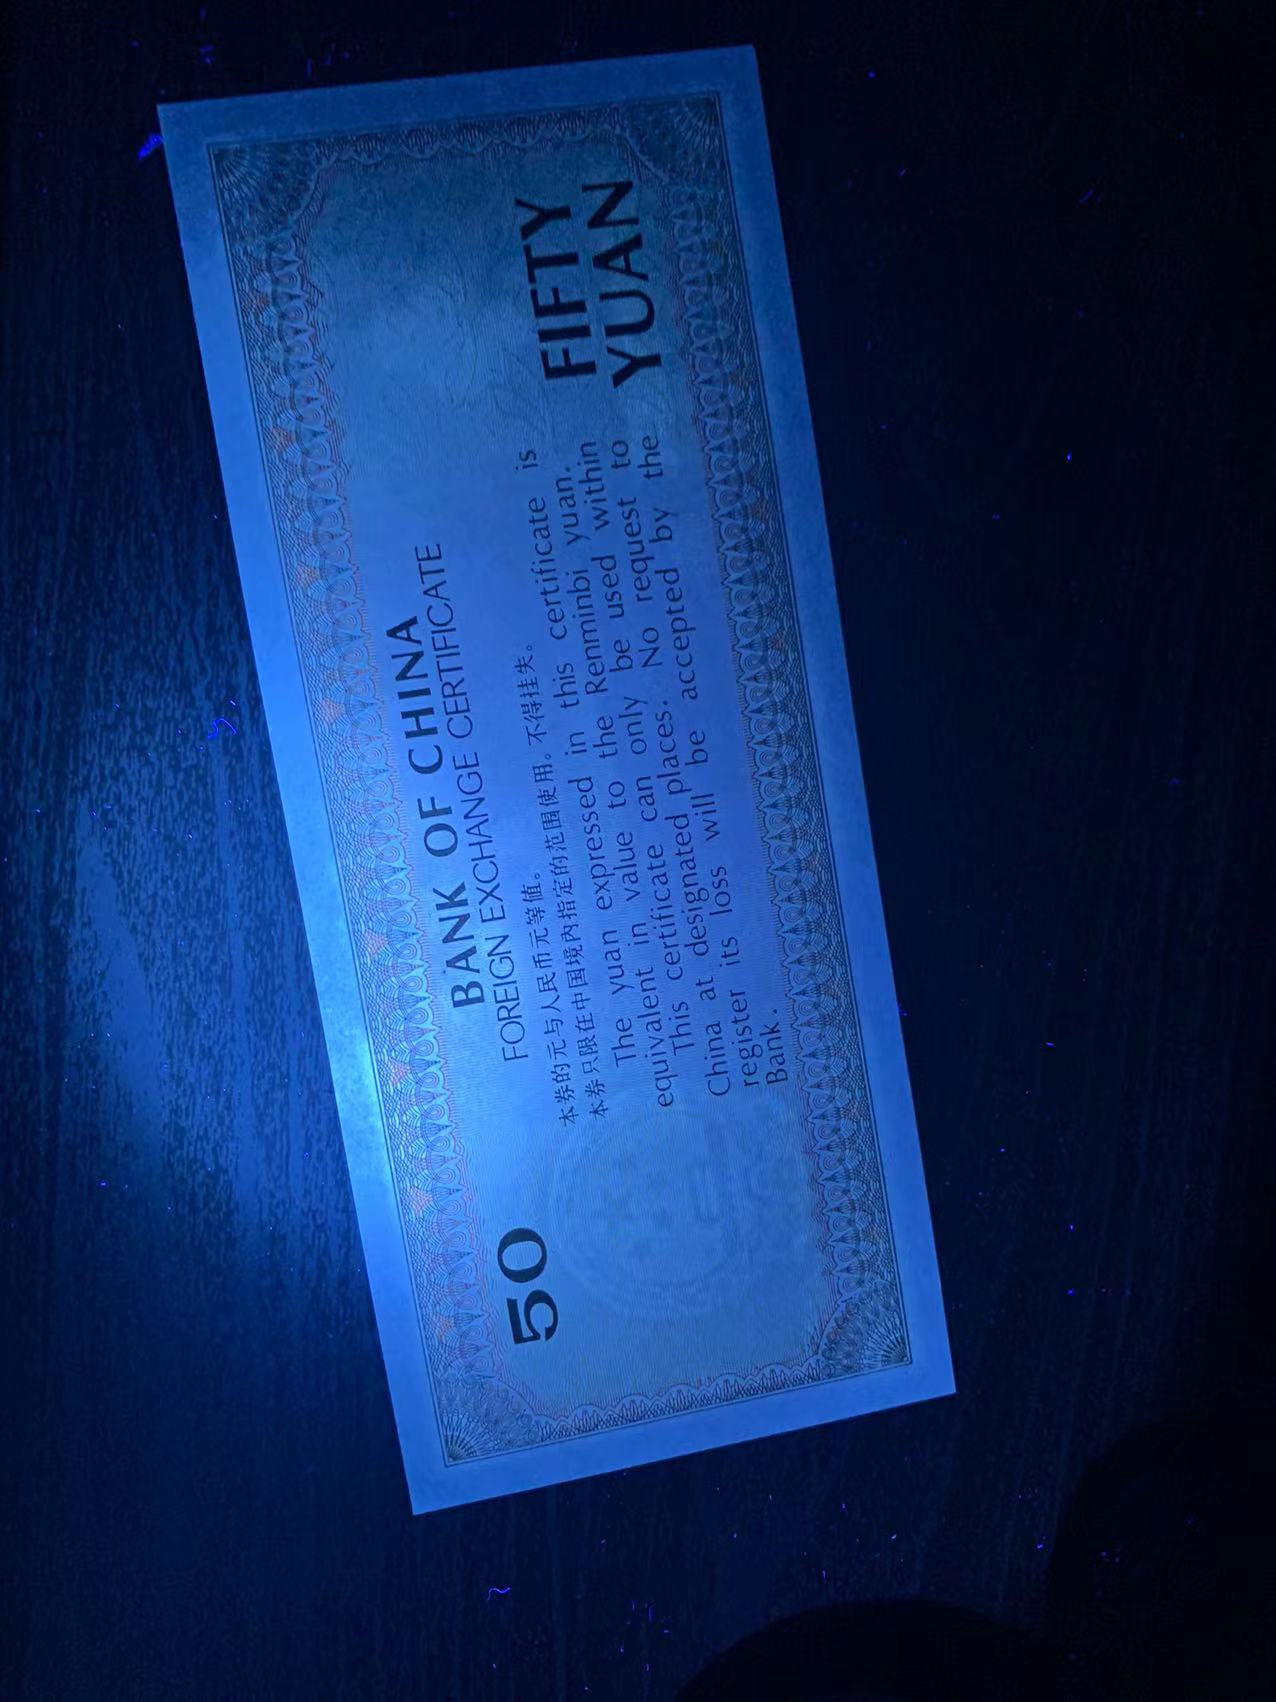 BANK OF CHINA
FOREIGN EXCHANGE CERTIFICATE
50
本券的元与人民币元等值。
本券只限在中国境内指定的范围使用。不得挂失。
The yuan expressed in this certificate is
equivalent in value to the Renminbi yuan.
This certificate can only be used within
China at designated places. No request to
register its loss will be accepted by the
Bank.
FIFTY
YUAN